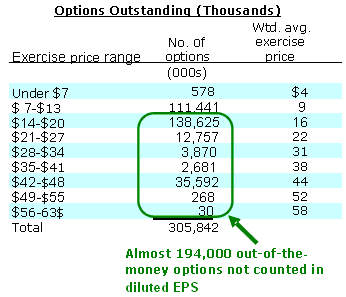 Options Outstanding (Thousands)
Exercise price range No. of options (000s) Wtd. avg. exercise price
Under $7 578 $4
$ 7-$13 111,441 9
$14-$20 138,625 16
$21-$27 12,757 22
$28-$34 3,870 31
$35-$41 2,681 38
$42-$48 35,592 44
$49-$55 268 52
$56-63$ 30 58
Total 305,842
Almost 194,000 out-of-the-
money options not counted in
diluted EPS